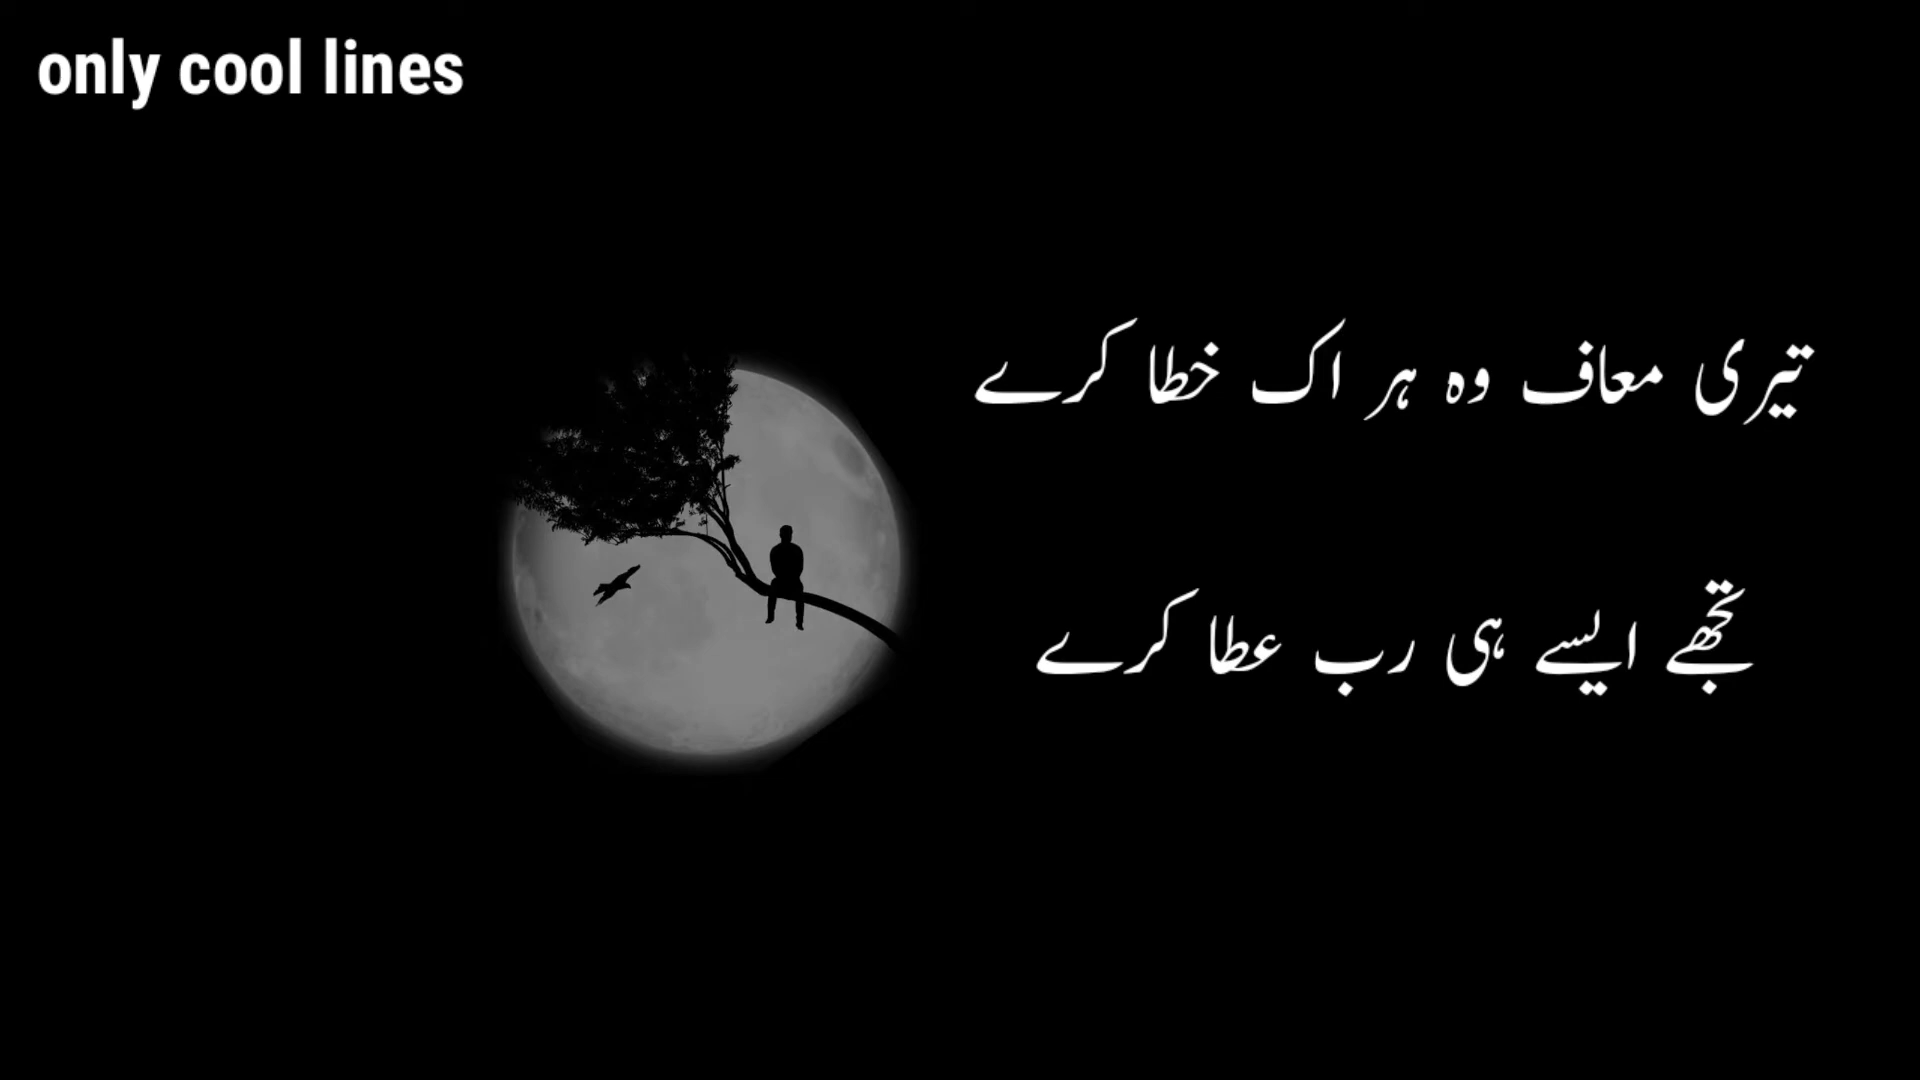 only cool lines
تیری معاف وہ ہر اک خطا کرے
تجھے ایسے ہی رب عطا کرے